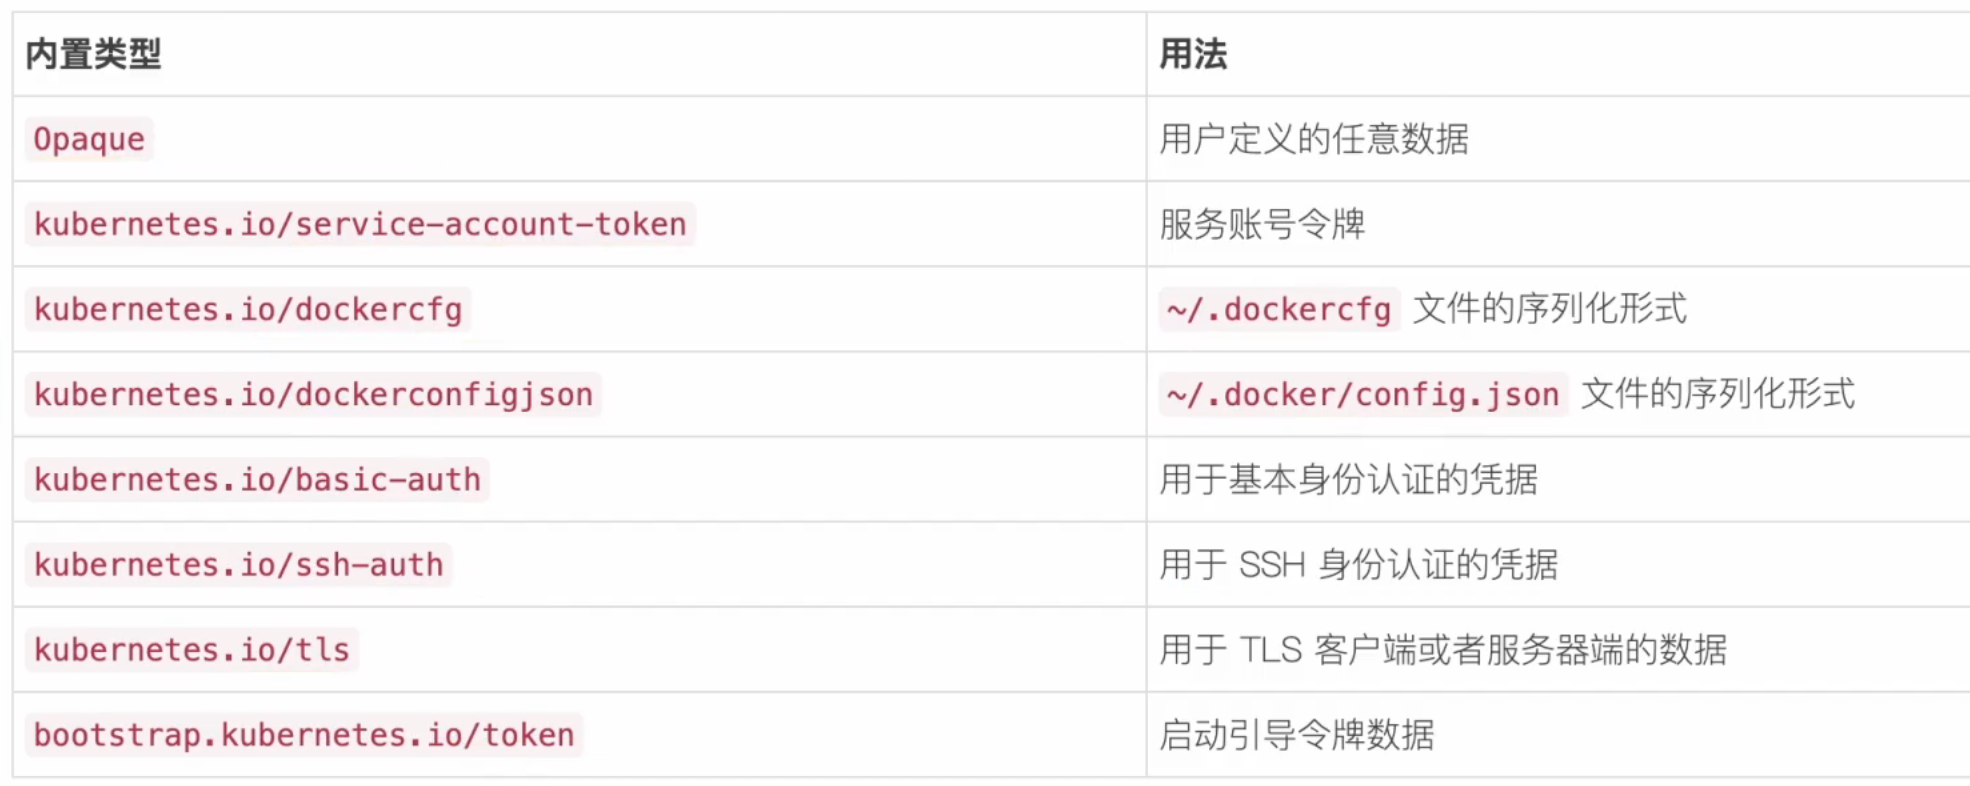 内置类型 用法
Opaque 用户定义的任意数据
kubernetes.io/service-account-token 服务账号令牌
kubernetes.io/dockercfg ~/.dockercfg 文件的序列化形式
kubernetes.io/dockerconfigjson ~/.docker/config.json 文件的序列化形式
kubernetes.io/basic-auth 用于基本身份认证的凭据
kubernetes.io/ssh-auth 用于 SSH 身份认证的凭据
kubernetes.io/tls 用于 TLS 客户端或者服务器端的数据
bootstrap.kubernetes.io/token 启动引导令牌数据